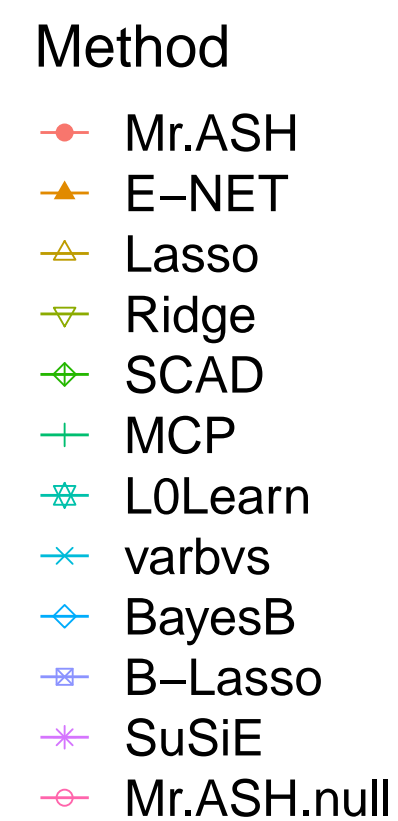 Method
Mr.ASH
E−NET
Lasso
Ridge
SCAD
MCP
L0Learn
varbvs
BayesB
B−Lasso
SuSiE
Mr.ASH.null